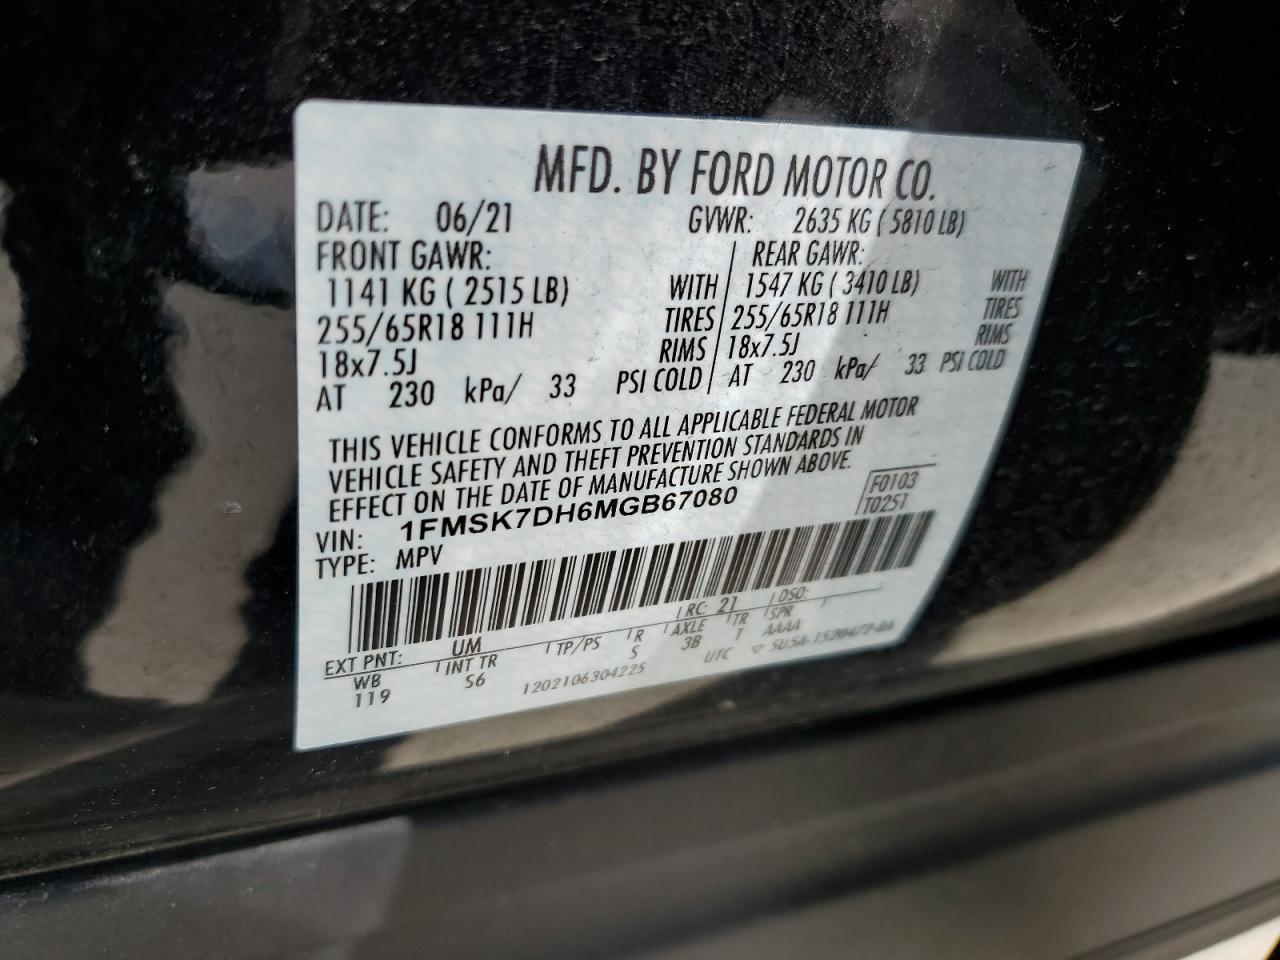 MFD. BY FORD MOTOR CO.
DATE: 06/21 GVWR: 2635 KG ( 5810 LB)
FRONT GAWR: REAR GAWR:
1141 KG ( 2515 LB) WITH 1547 KG ( 3410 LB) WITH
255/65R18 111H TIRES 255/65R18 111H TIRES
18x7.5J RIMS 18x7.5J RIMS
AT 230 kPa/ 33 PSI COLD AT 230 kPa/ 33 PSI COLD
THIS VEHICLE CONFORMS TO ALL APPLICABLE FEDERAL MOTOR
VEHICLE SAFETY AND THEFT PREVENTION STANDARDS IN
EFFECT ON THE DATE OF MANUFACTURE SHOWN ABOVE.
VIN: 1FMSK7DH6MGB67080 F0103
TYPE: MPV T0251
EXT PNT: UM RC: 21 DSO:
WB INT TR TP/PS R AXLE TR SPR
119 S6 S 3B T AAAA
1202106304225 UTC ▽ 5U5A-1520472-BA